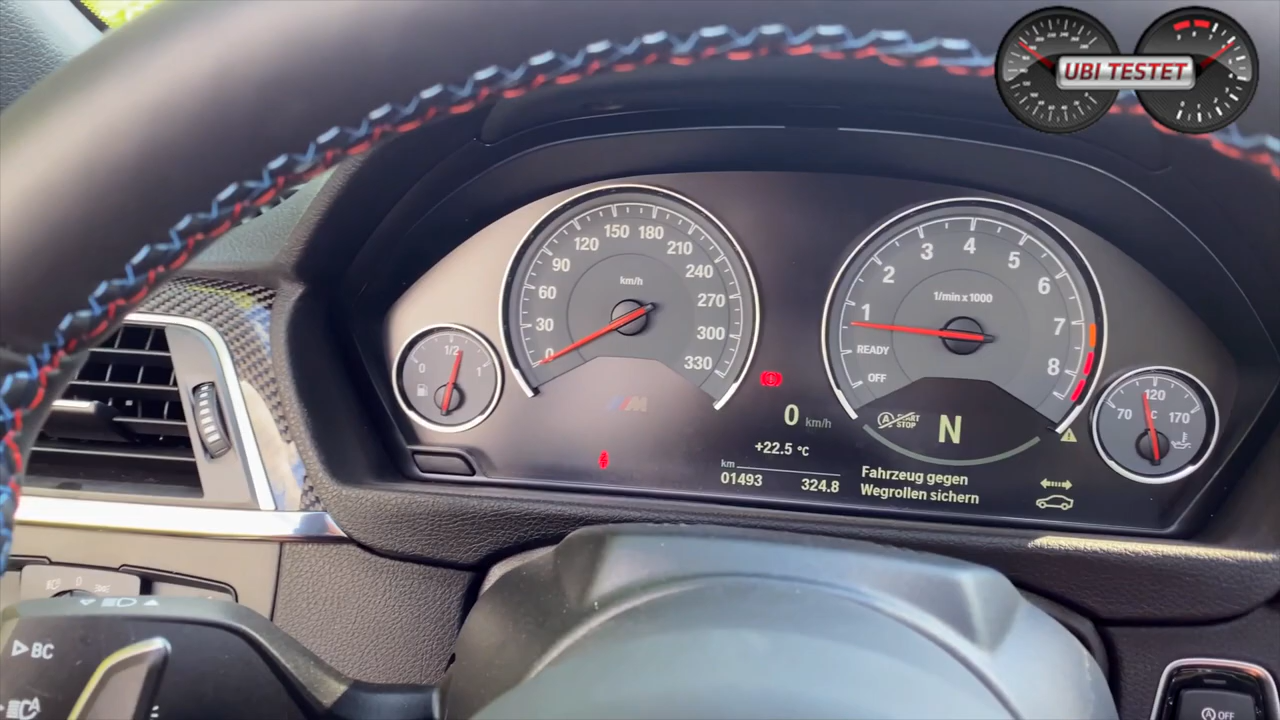 UBI TESTET
0 30 60 90 120 150 180 210 240 270 300 330
km/h
1 2 3 4 5 6 7 8
1/min x 1000
READY
OFF
0 1/2 1
70 120 170
°C
START
STOP
N
0 km/h
+22.5 °C
km
01493 324.8
Fahrzeug gegen
Wegrollen sichern
M
BC
A
A OFF